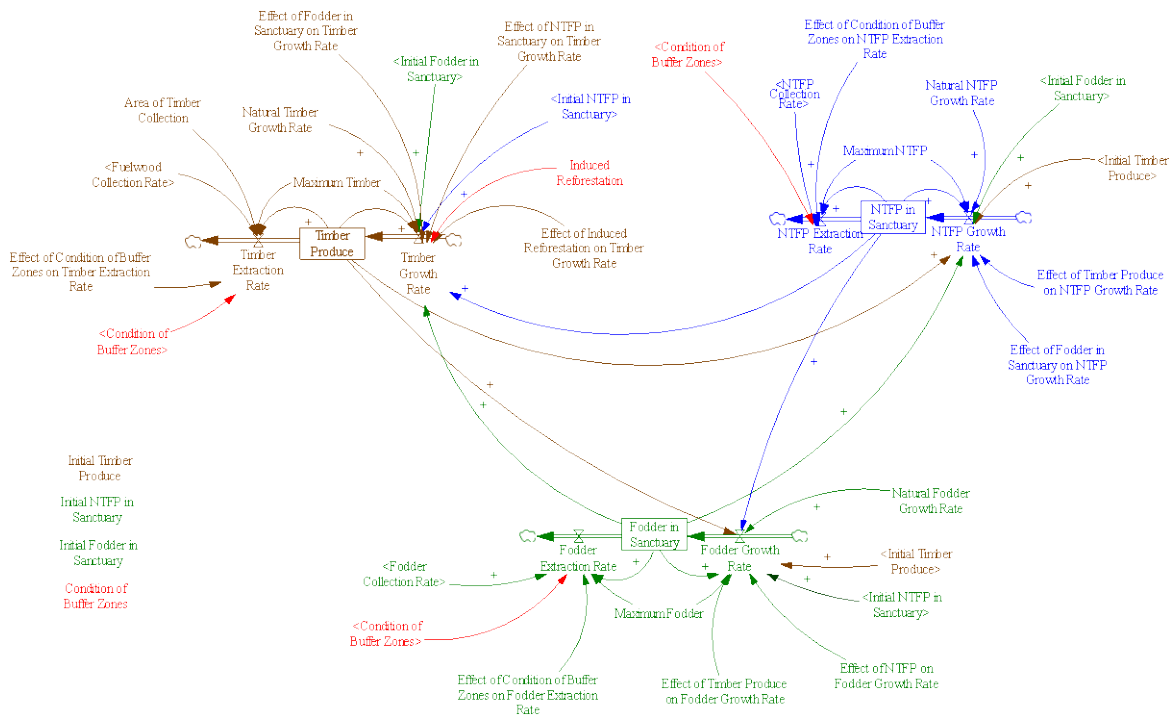 Effect of Fodder in
Sanctuary on Timber
Growth Rate
Effect of NTFP in
Sanctuary on Timber
Growth Rate
<Initial Fodder in
Sanctuary>
Area of Timber
Collection
Natural Timber
Growth Rate
<Initial NTFP in
Sanctuary>
<Fuelwood
Collection Rate>
Maximum Timber
Induced
Reforestation
Timber
Produce
Timber
Extraction
Rate
Timber
Growth
Rate
Effect of Induced
Reforestation on Timber
Growth Rate
Effect of Condition of Buffer
Zones on Timber Extraction
Rate
<Condition of
Buffer Zones>
Effect of Condition of Buffer
Zones on NTFP Extraction
Rate
<Condition of
Buffer Zones>
<NTFP
Collection
Rate>
Natural NTFP
Growth Rate
<Initial Fodder in
Sanctuary>
Maximum NTFP
<Initial Timber
Produce>
NTFP in
Sanctuary
NTFP Extraction
Rate
NTFP Growth
Rate
Effect of Timber Produce
on NTFP Growth Rate
Effect of Fodder in
Sanctuary on NTFP
Growth Rate
Initial Timber
Produce
Initial NTFP in
Sanctuary
Initial Fodder in
Sanctuary
Condition of
Buffer Zones
Natural Fodder
Growth Rate
Fodder in
Sanctuary
Fodder
Extraction Rate
Fodder Growth
Rate
<Initial Timber
Produce>
<Fodder
Collection Rate>
<Initial NTFP in
Sanctuary>
Maximum Fodder
<Condition of
Buffer Zones>
Effect of Condition of Buffer
Zones on Fodder Extraction
Rate
Effect of Timber Produce
on Fodder Growth Rate
Effect of NTFP on
Fodder Growth Rate